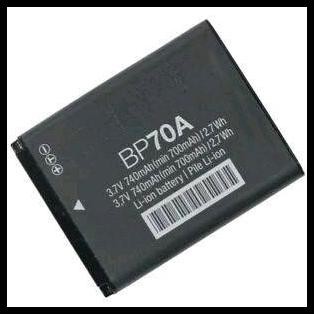 BP70A
3.7V 740mAh(min 700mAh)/2.7Wh
3.7V 740mAh(min 700mAh)/2.7Wh
Li-ion battery / Pile Li-ion